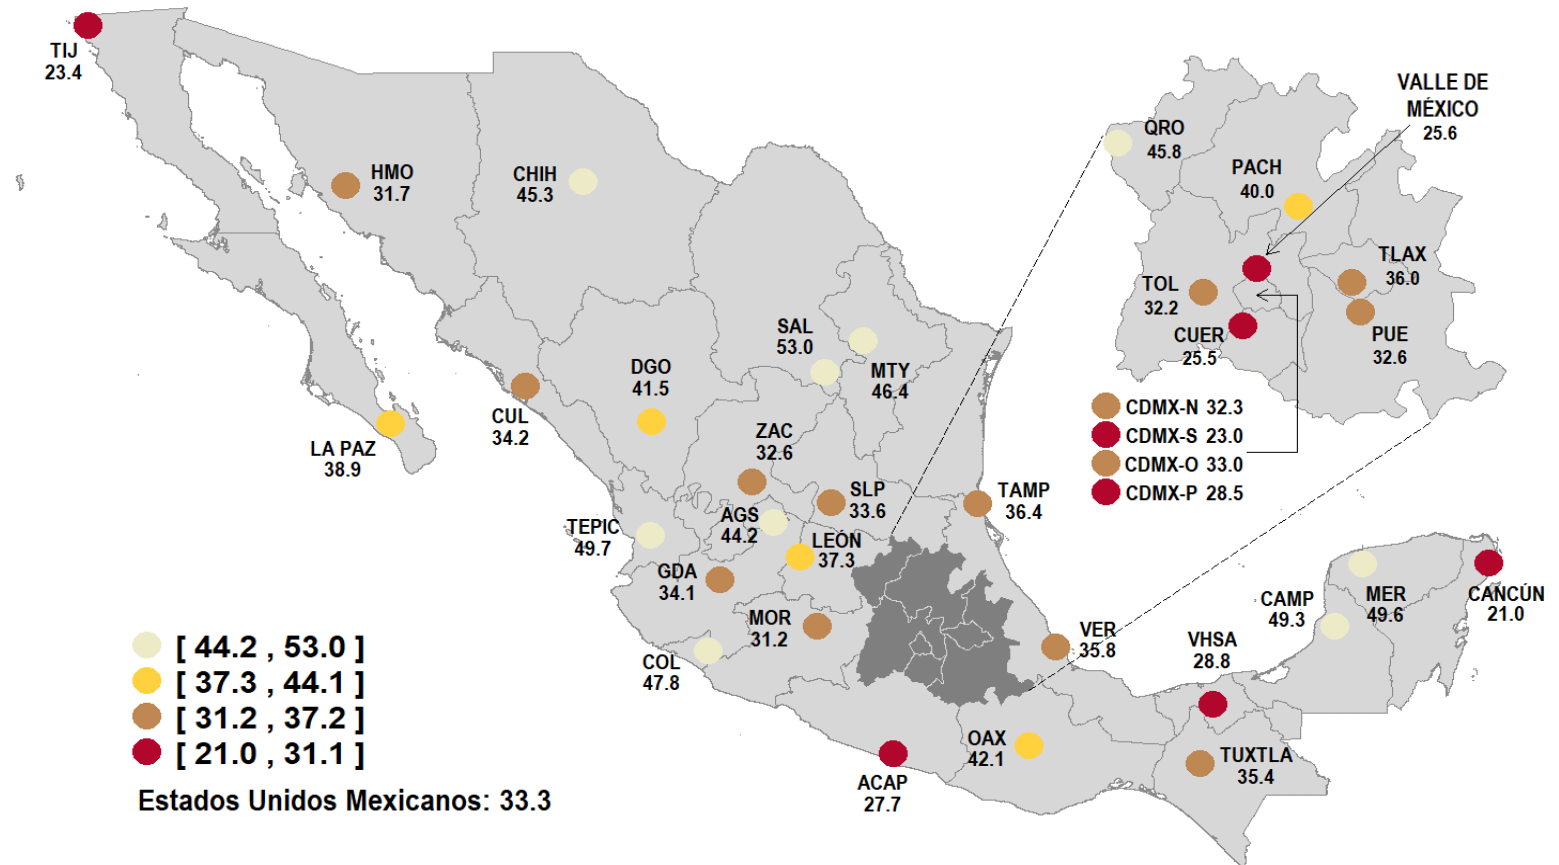 TIJ
23.4
HMO
31.7
CHIH
45.3
LA PAZ
38.9
CUL
34.2
DGO
41.5
SAL
53.0
MTY
46.4
ZAC
32.6
SLP
33.6
TAMP
36.4
TEPIC
49.7
AGS
44.2
LEÓN
37.3
GDA
34.1
MOR
31.2
COL
47.8
VER
35.8
ACAP
27.7
OAX
42.1
VHSA
28.8
TUXTLA
35.4
CAMP
49.3
MER
49.6
CANCÚN
21.0
VALLE DE
MÉXICO
25.6
QRO
45.8
PACH
40.0
TLAX
36.0
TOL
32.2
CUER
25.5
PUE
32.6
CDMX-N 32.3
CDMX-S 23.0
CDMX-O 33.0
CDMX-P 28.5
[ 44.2 , 53.0 ]
[ 37.3 , 44.1 ]
[ 31.2 , 37.2 ]
[ 21.0 , 31.1 ]
Estados Unidos Mexicanos: 33.3